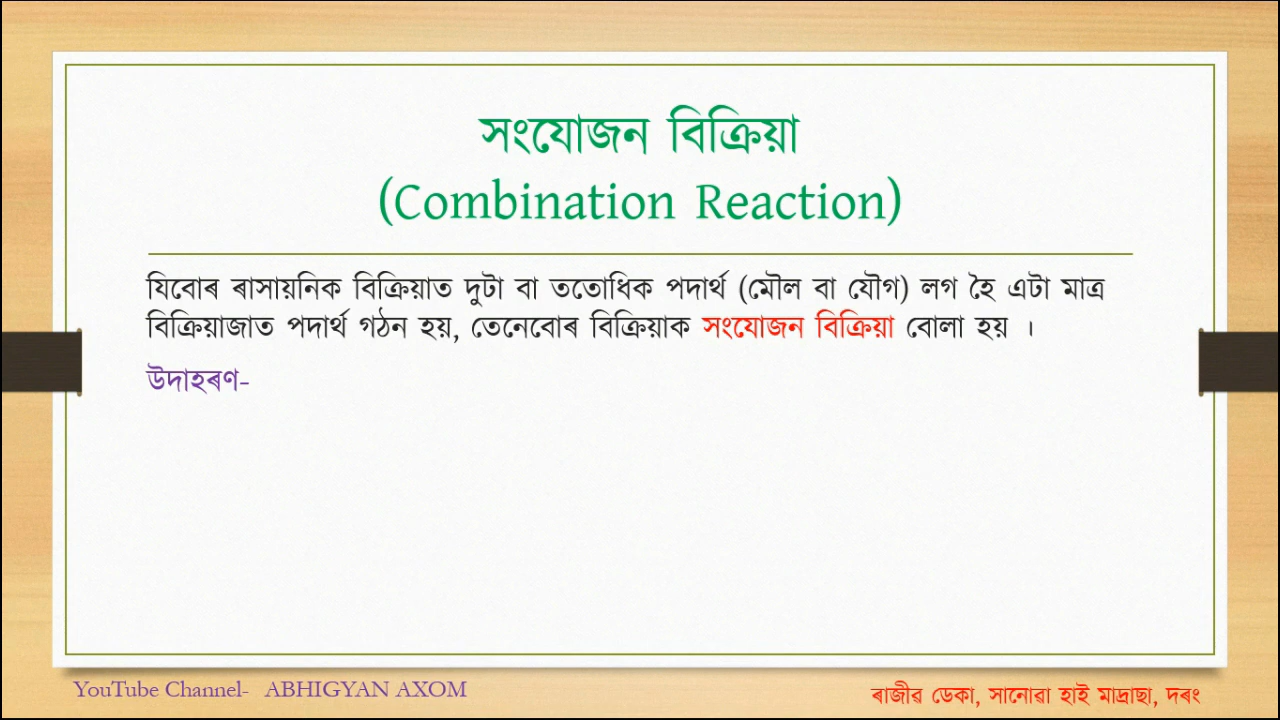 সংযোজন বিক্ৰিয়া
(Combination Reaction)
যিবোৰ ৰাসায়নিক বিক্ৰিয়াত দুটা বা ততোধিক পদাৰ্থ (মৌল বা যৌগ) লগ হৈ এটা মাত্ৰ
বিক্ৰিয়াজাত পদাৰ্থ গঠন হয়, তেনেবোৰ বিক্ৰিয়াক সংযোজন বিক্ৰিয়া বোলা হয় ।
উদাহৰণ-
YouTube Channel- ABHIGYAN AXOM
ৰাজীৱ ডেকা, সানোৱা হাই মাদ্ৰাছা, দৰং